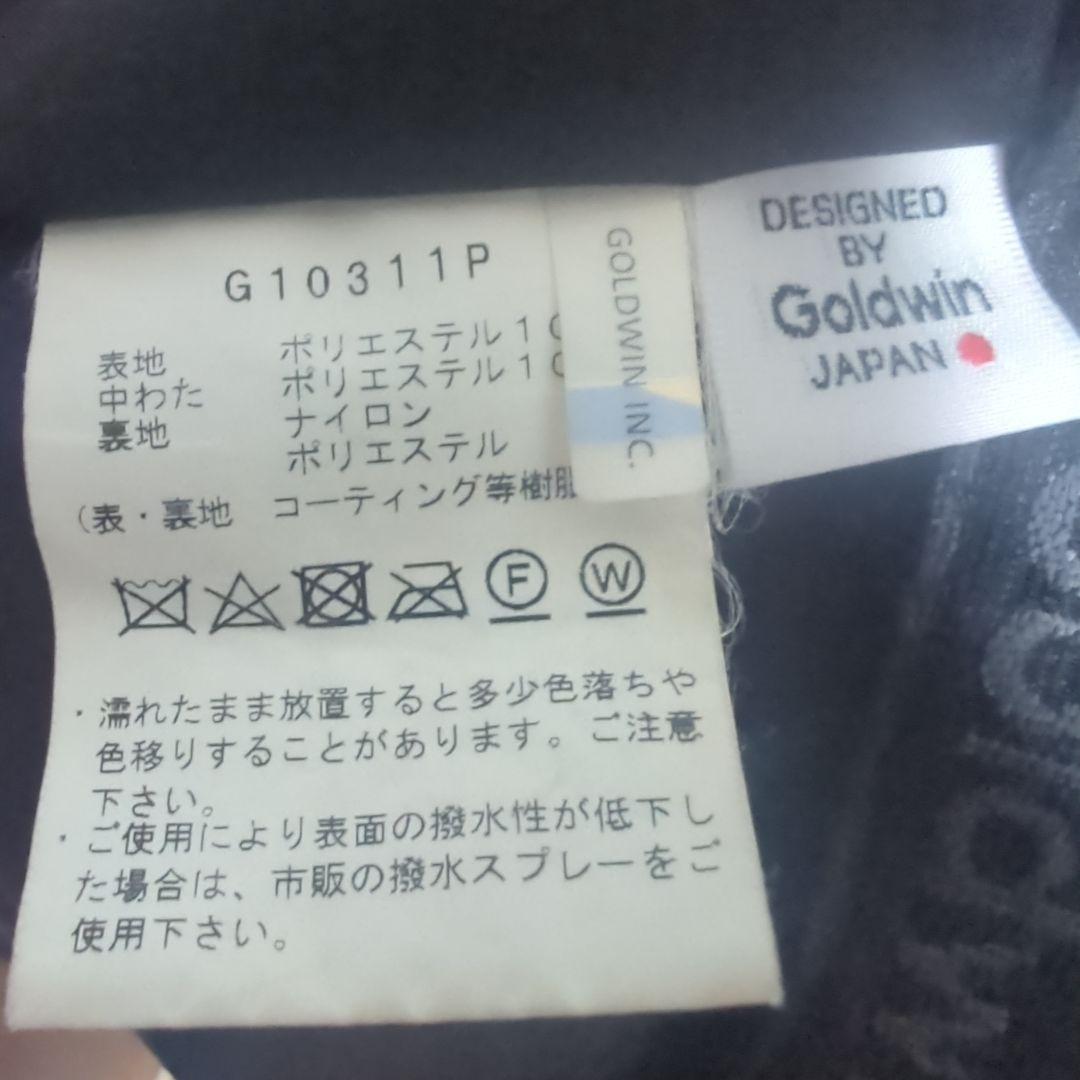 G10311P
表地 ポリエステル10
中わた ポリエステル10
裏地 ナイロン
ポリエステル
(表・裏地 コーティング等樹脂
F W
・濡れたまま放置すると多少色落ちや
色移りすることがあります。ご注意
下さい。
・ご使用により表面の撥水性が低下し
た場合は、市販の撥水スプレーをご
使用下さい。
GOLDWIN INC.
DESIGNED
BY
Goldwin
JAPAN